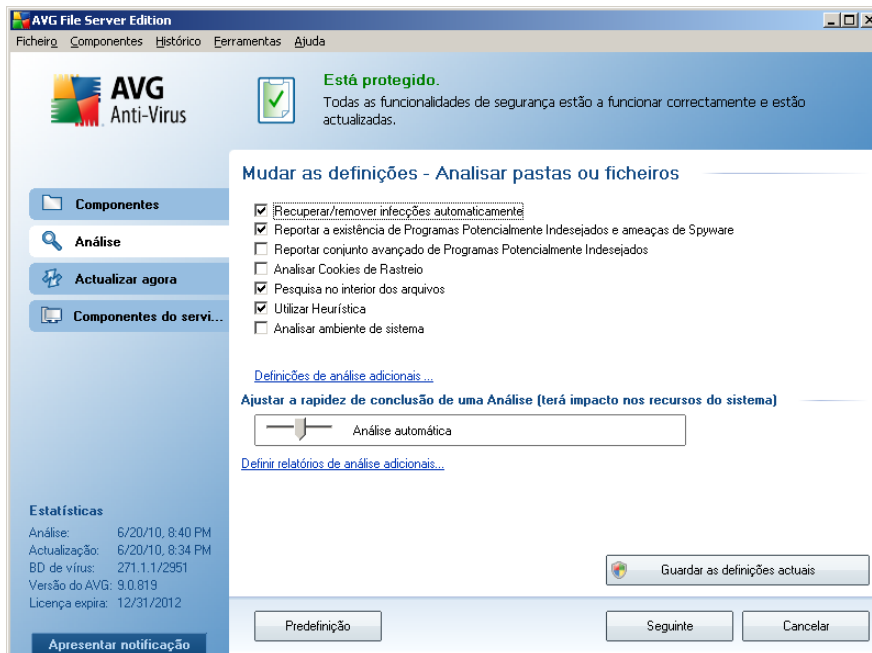 AVG File Server Edition
Ficheiro Componentes Histórico Ferramentas Ajuda
AVG
Anti-Virus
Está protegido.
Todas as funcionalidades de segurança estão a funcionar correctamente e estão
actualizadas.
Componentes
Análise
Actualizar agora
Componentes do servi...
Mudar as definições - Analisar pastas ou ficheiros
Recuperar/remover infecções automaticamente
Reportar a existência de Programas Potencialmente Indesejados e ameaças de Spyware
Reportar conjunto avançado de Programas Potencialmente Indesejados
Analisar Cookies de Rastreio
Pesquisa no interior dos arquivos
Utilizar Heurística
Analisar ambiente de sistema
Definições de análise adicionais ...
Ajustar a rapidez de conclusão de uma Análise (terá impacto nos recursos do sistema)
Análise automática
Definir relatórios de análise adicionais...
Estatísticas
Análise: 6/20/10, 8:40 PM
Actualização: 6/20/10, 8:34 PM
BD de vírus: 271.1.1/2951
Versão do AVG: 9.0.819
Licença expira: 12/31/2012
Apresentar notificação
Guardar as definições actuais
Predefinição
Seguinte
Cancelar